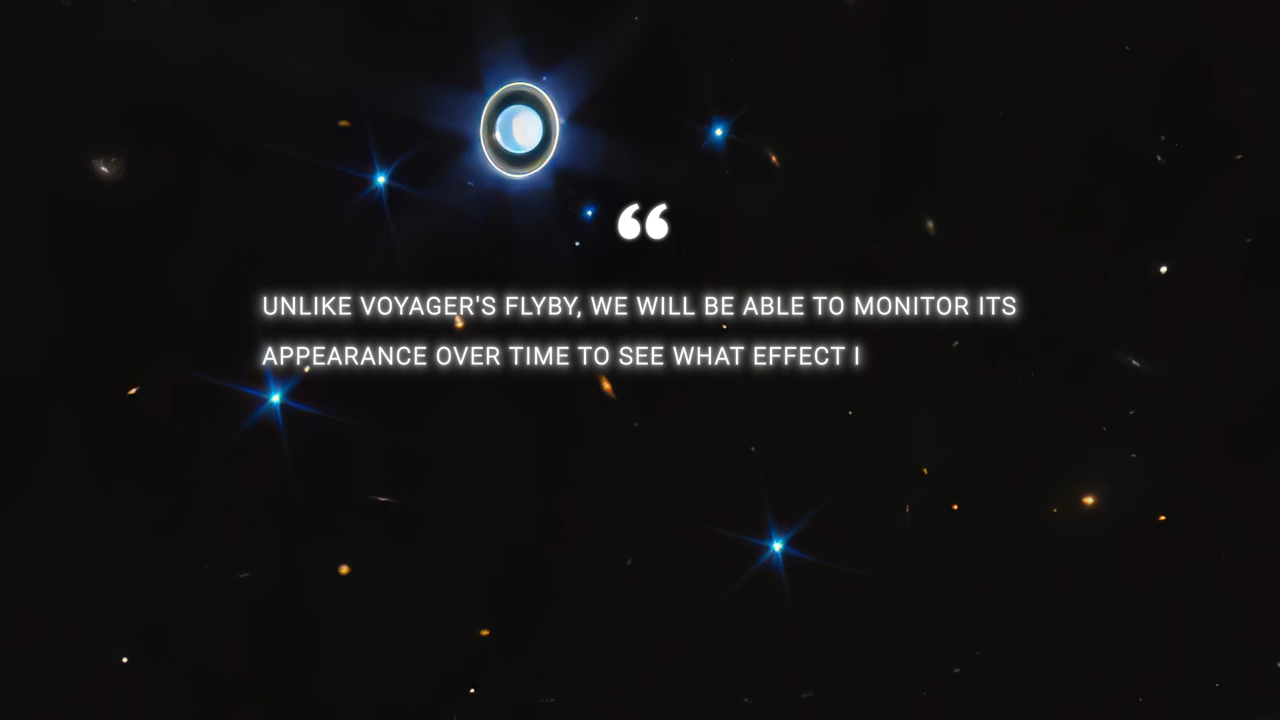 “
UNLIKE VOYAGER'S FLYBY, WE WILL BE ABLE TO MONITOR ITS
APPEARANCE OVER TIME TO SEE WHAT EFFECT I